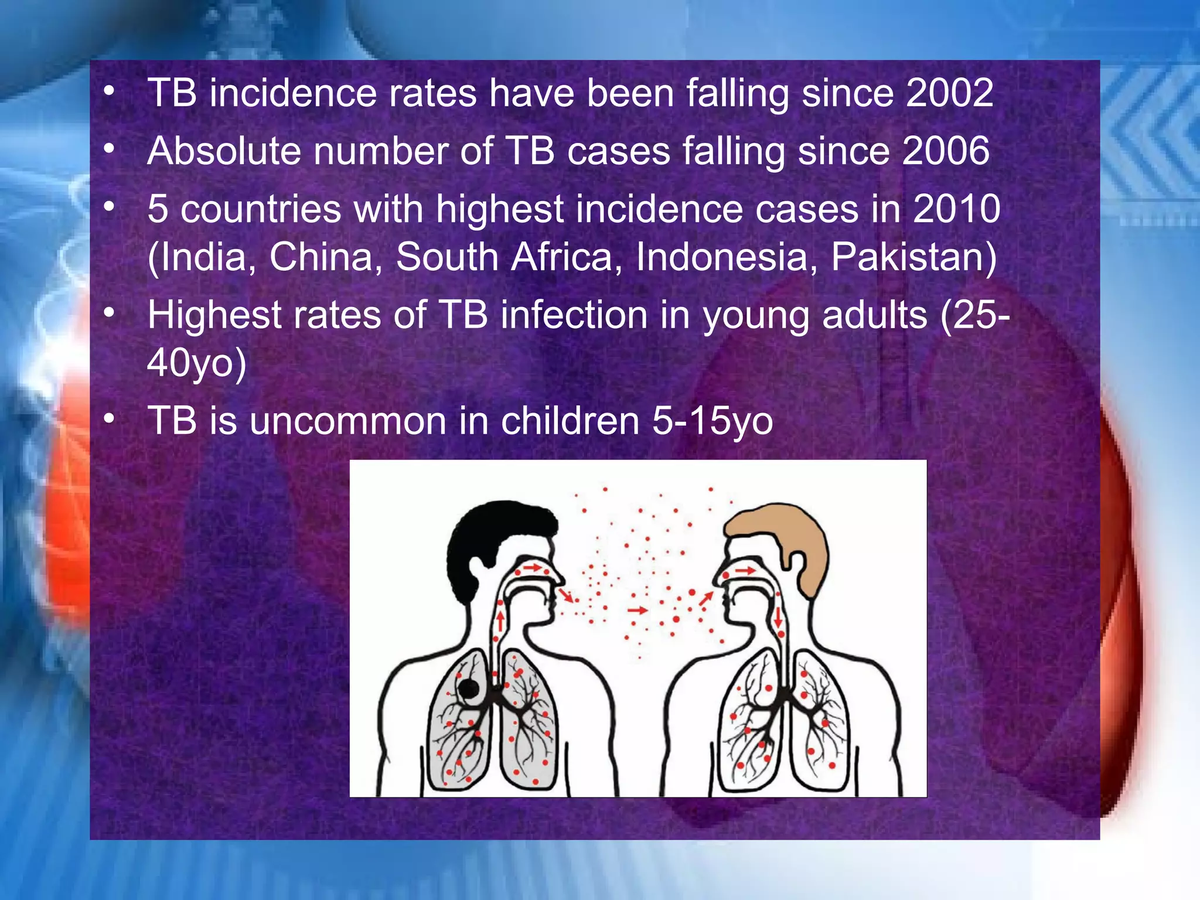 • TB incidence rates have been falling since 2002
• Absolute number of TB cases falling since 2006
• 5 countries with highest incidence cases in 2010
(India, China, South Africa, Indonesia, Pakistan)
• Highest rates of TB infection in young adults (25-
40yo)
• TB is uncommon in children 5-15yo